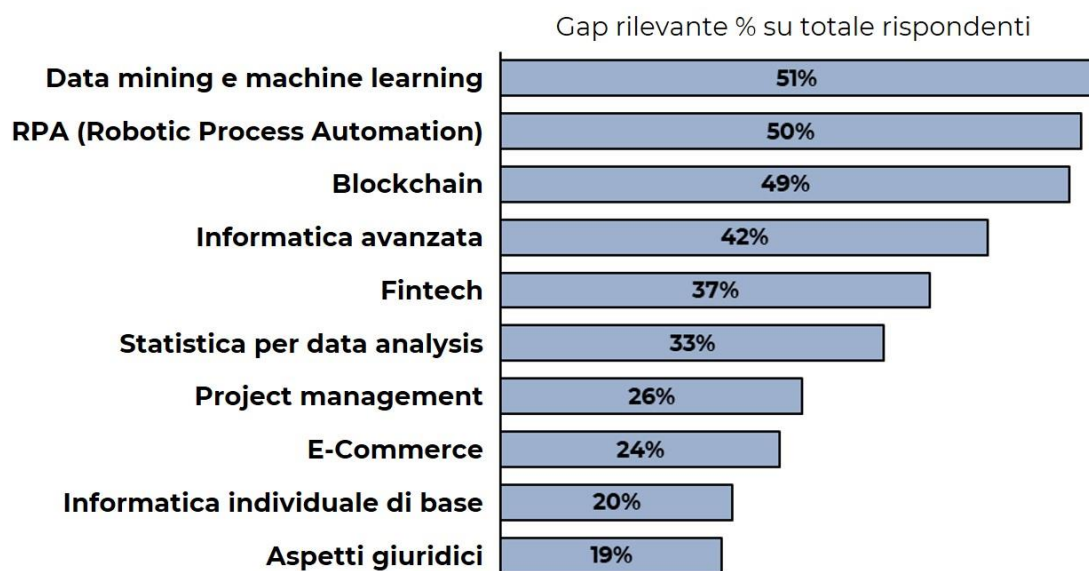 Gap rilevante % su totale rispondenti
Data mining e machine learning 51%
RPA (Robotic Process Automation) 50%
Blockchain 49%
Informatica avanzata 42%
Fintech 37%
Statistica per data analysis 33%
Project management 26%
E-Commerce 24%
Informatica individuale di base 20%
Aspetti giuridici 19%